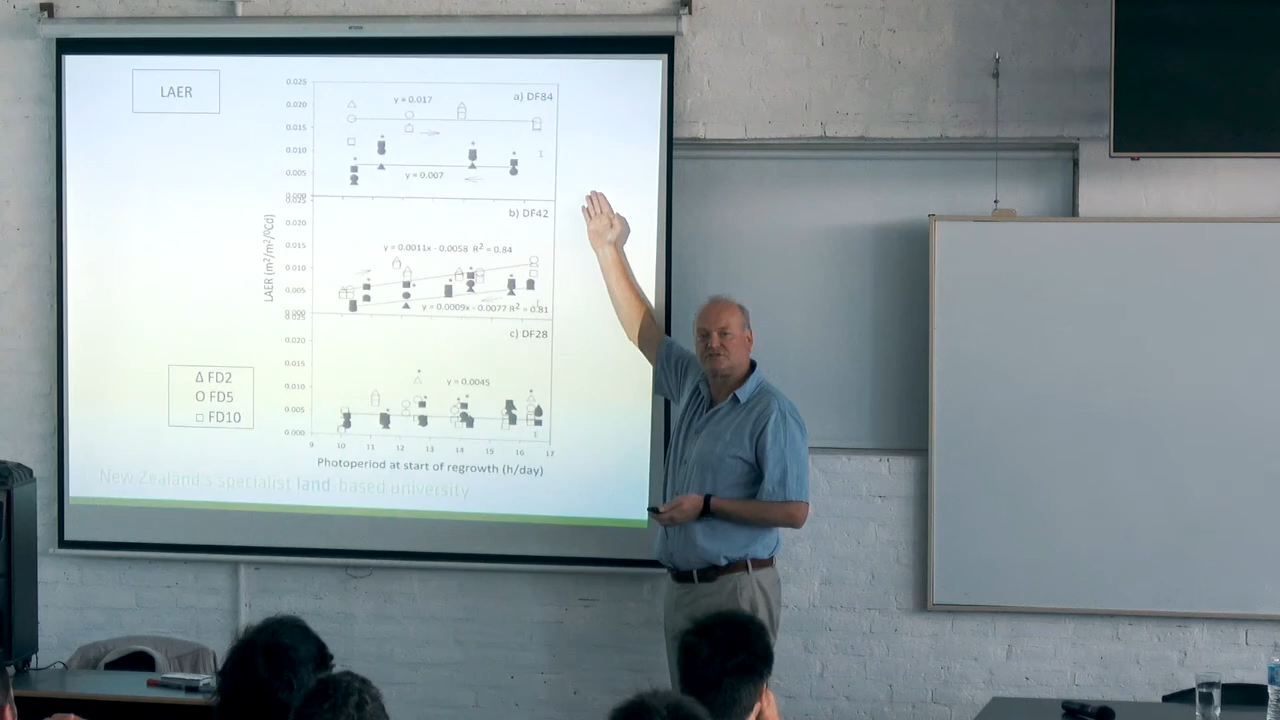 LAER
0.025
0.020
0.015
0.010
0.005
0.000
a) DF84
y = 0.017
y = 0.007
0.025
0.020
0.015
0.010
0.005
0.000
b) DF42
y = 0.0011x - 0.0058 R² = 0.84
y = 0.0009x - 0.0077 R² = 0.81
LAER (m²/m²/⁰Cd)
0.025
0.020
0.015
0.010
0.005
0.000
c) DF28
y = 0.0045
9 10 11 12 13 14 15 16 17
Photoperiod at start of regrowth (h/day)
Δ FD2
O FD5
□ FD10
New Zealand's specialist land-based university